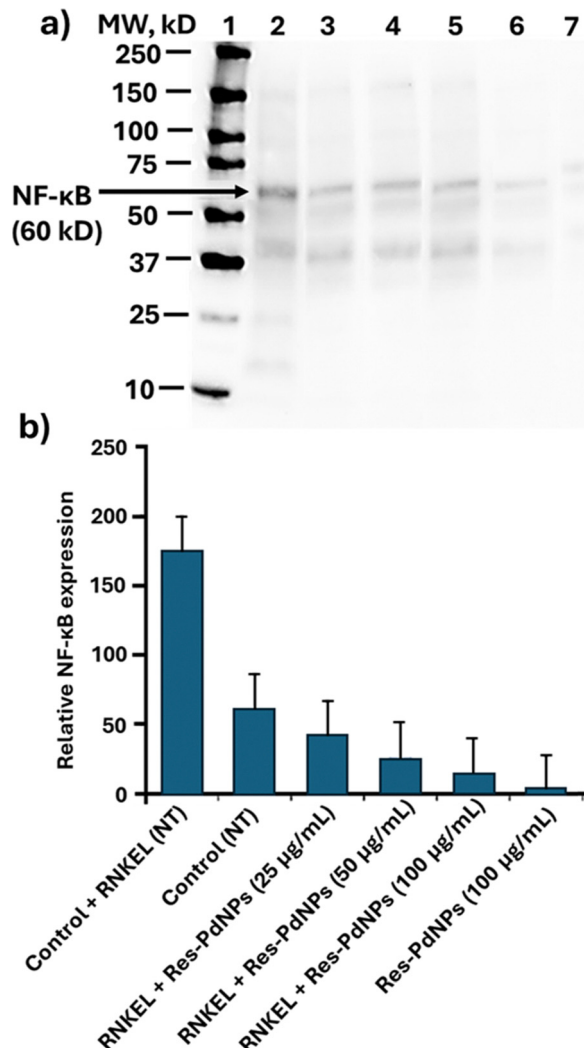 a) MW, kD 1 2 3 4 5 6 7
250
150
100
75
NF-κB
(60 kD)
50
37
25
10
b)
250
200
150
100
50
0
Relative NF-κB expression
Control + RNKEL (NT)
Control (NT)
RNKEL + Res-PdNPs (25 µg/mL)
RNKEL + Res-PdNPs (50 µg/mL)
RNKEL + Res-PdNPs (100 µg/mL)
Res-PdNPs (100 µg/mL)